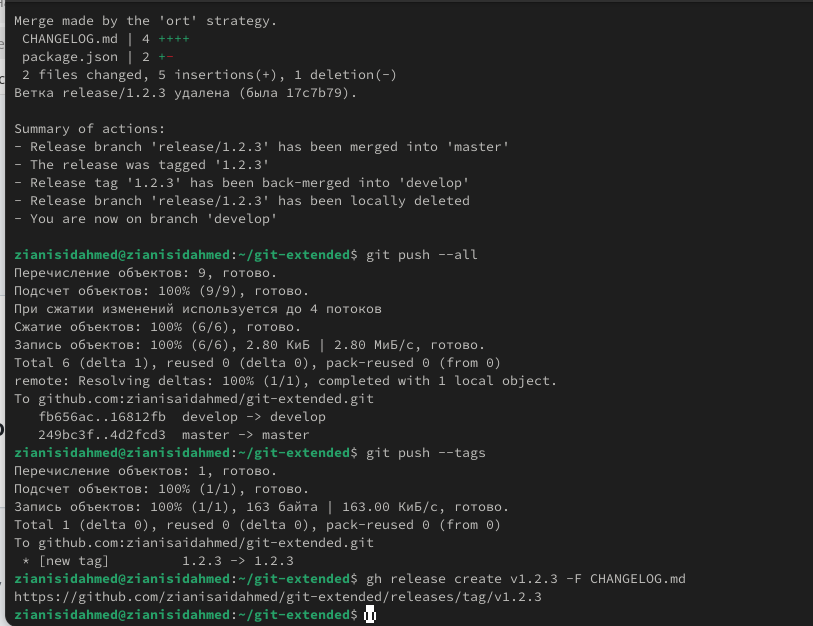 Merge made by the 'ort' strategy.
 CHANGELOG.md | 4 ++++
 package.json | 2 +-
 2 files changed, 5 insertions(+), 1 deletion(-)
Ветка release/1.2.3 удалена (была 17c7b79).

Summary of actions:
- Release branch 'release/1.2.3' has been merged into 'master'
- The release was tagged '1.2.3'
- Release tag '1.2.3' has been back-merged into 'develop'
- Release branch 'release/1.2.3' has been locally deleted
- You are now on branch 'develop'

zianisidahmed@zianisidahmed:~/git-extended$ git push --all
Перечисление объектов: 9, готово.
Подсчет объектов: 100% (9/9), готово.
При сжатии изменений используется до 4 потоков
Сжатие объектов: 100% (6/6), готово.
Запись объектов: 100% (6/6), 2.80 КиБ | 2.80 МиБ/с, готово.
Total 6 (delta 1), reused 0 (delta 0), pack-reused 0 (from 0)
remote: Resolving deltas: 100% (1/1), completed with 1 local object.
To github.com:zianisaidahmed/git-extended.git
   fb656ac..16812fb  develop -> develop
   249bc3f..4d2fcd3  master -> master
zianisidahmed@zianisidahmed:~/git-extended$ git push --tags
Перечисление объектов: 1, готово.
Подсчет объектов: 100% (1/1), готово.
Запись объектов: 100% (1/1), 163 байта | 163.00 КиБ/с, готово.
Total 1 (delta 0), reused 0 (delta 0), pack-reused 0 (from 0)
To github.com:zianisaidahmed/git-extended.git
 * [new tag]         1.2.3 -> 1.2.3
zianisidahmed@zianisidahmed:~/git-extended$ gh release create v1.2.3 -F CHANGELOG.md
https://github.com/zianisaidahmed/git-extended/releases/tag/v1.2.3
zianisidahmed@zianisidahmed:~/git-extended$